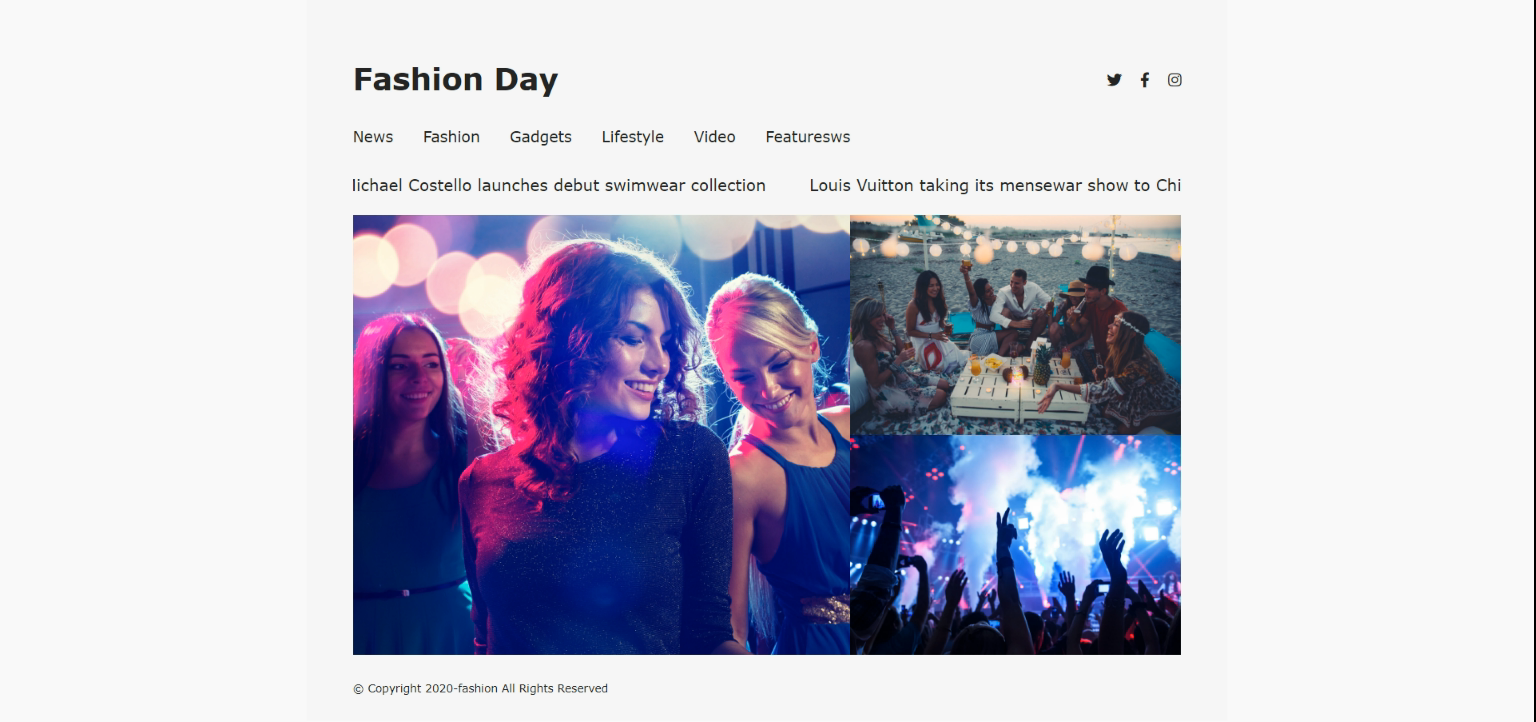 Fashion Day
News Fashion Gadgets Lifestyle Video Featuresws
lichael Costello launches debut swimwear collection Louis Vuitton taking its mensewar show to Chi
© Copyright 2020-fashion All Rights Reserved